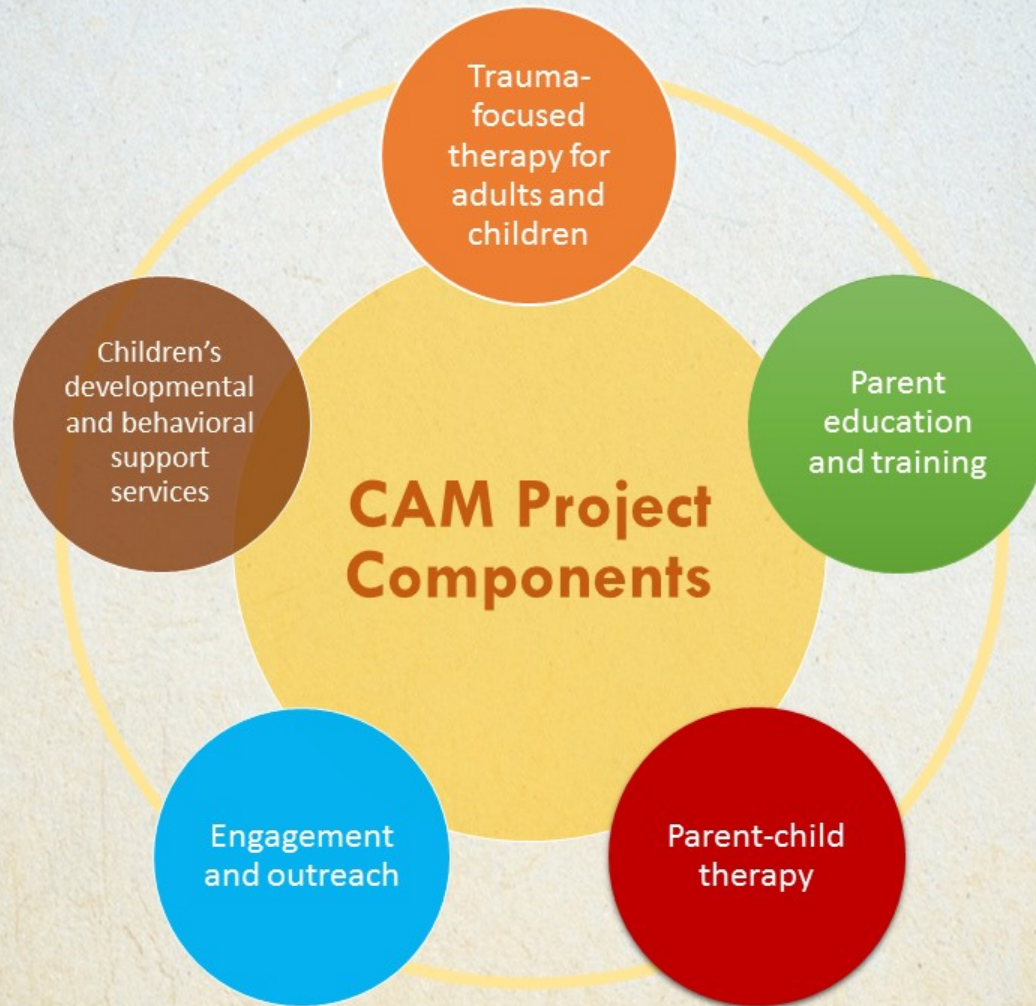 Trauma-
focused
therapy for
adults and
children
Children’s
developmental
and behavioral
support
services
Parent
education
and training
CAM Project
Components
Engagement
and outreach
Parent-child
therapy